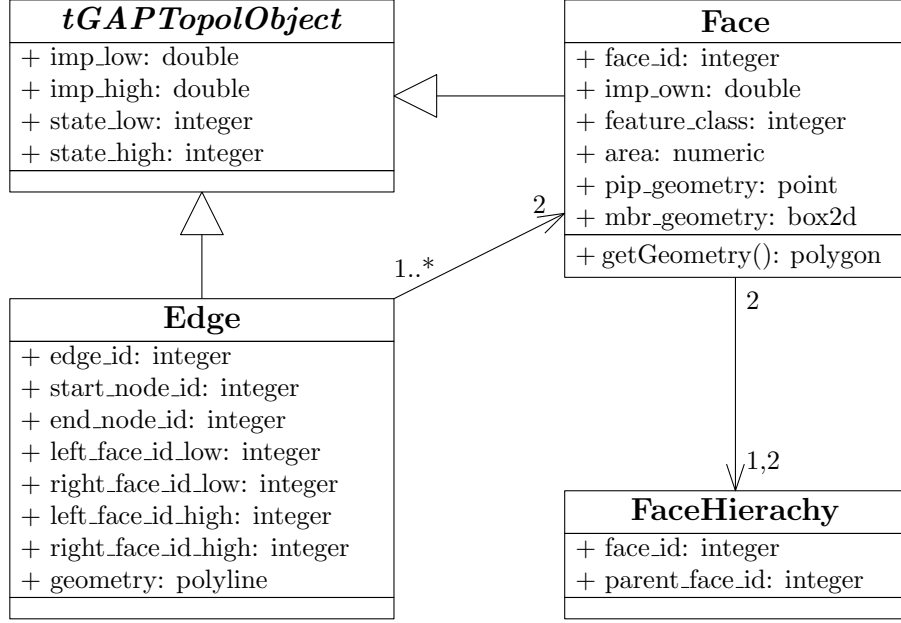 tGAPTopolObject
+ imp_low: double
+ imp_high: double
+ state_low: integer
+ state_high: integer
Face
+ face_id: integer
+ imp_own: double
+ feature_class: integer
+ area: numeric
+ pip_geometry: point
+ mbr_geometry: box2d
+ getGeometry(): polygon
2
1..*
2
1,2
Edge
+ edge_id: integer
+ start_node_id: integer
+ end_node_id: integer
+ left_face_id_low: integer
+ right_face_id_low: integer
+ left_face_id_high: integer
+ right_face_id_high: integer
+ geometry: polyline
FaceHierachy
+ face_id: integer
+ parent_face_id: integer